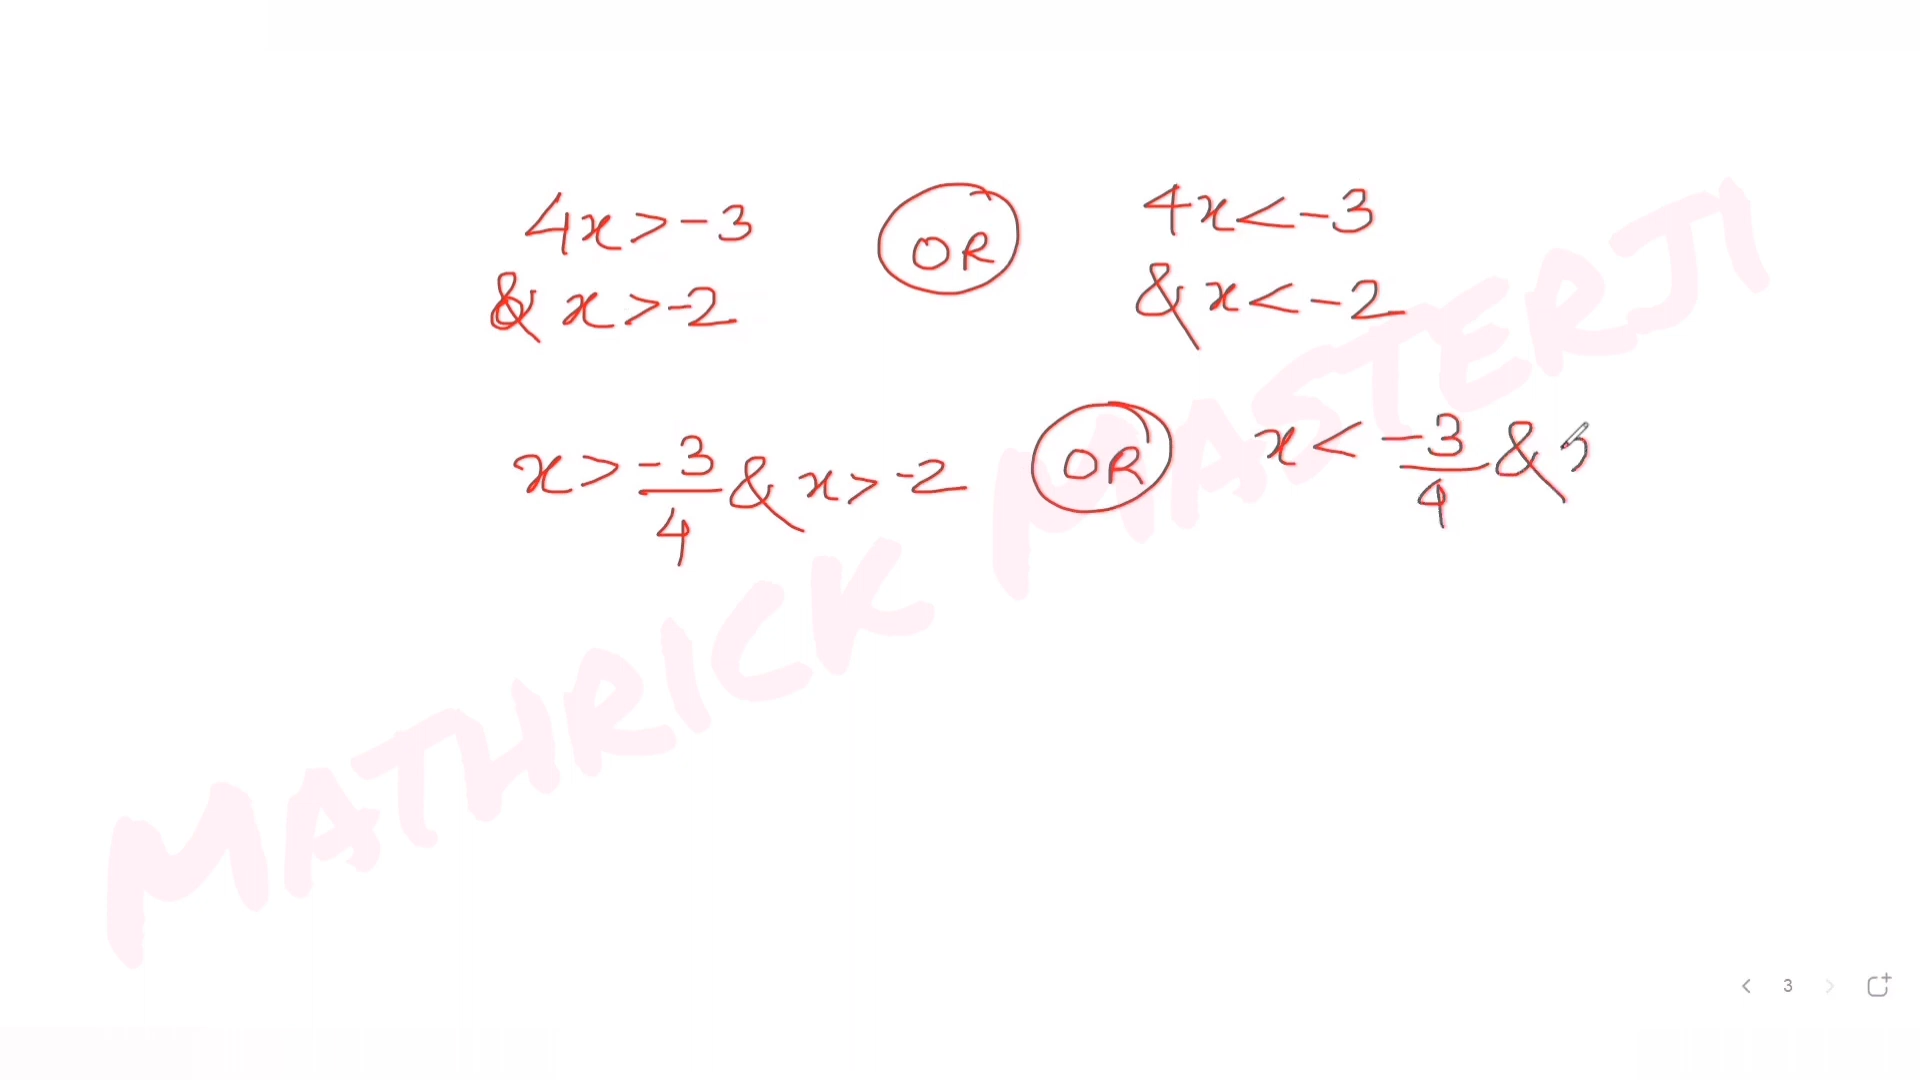 4x>-3 OR 4x<-3
& x>-2 & x<-2
x>-3/4 & x>-2 OR x<-3/4 &
MATHRICK MASTERJI
3